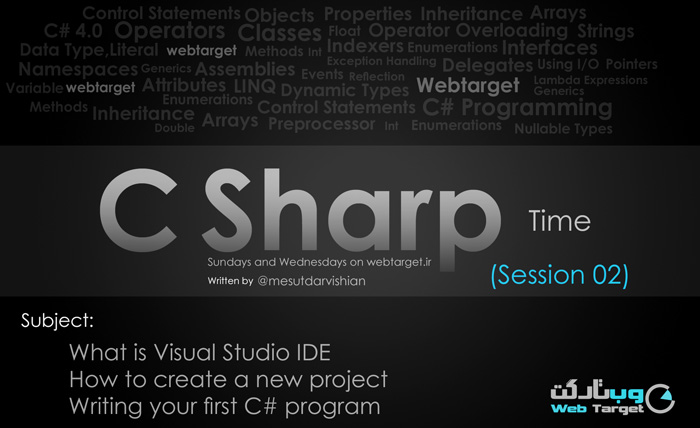 Control Statements Objects Properties Inheritance Arrays
C# 4.0 Operators Classes Float Operator Overloading Strings
Data Type,Literal webtarget Methods Int Indexers Enumerations Interfaces
Namespaces Generics Assemblies Events Exception Handling Reflection Delegates Using I/O Pointers
Variable webtarget Attributes LINQ Dynamic Types Webtarget Lambda Expressions Generics
Methods Inheritance Enumerations Control Statements C# Programming
Double Arrays Preprocessor Int Enumerations Nullable Types
C Sharp Time
Sundays and Wednesdays on webtarget.ir
Written by @mesutdarvishian
(Session 02)
Subject:
What is Visual Studio IDE
How to create a new project
Writing your first C# program
وب تارگت
Web Target